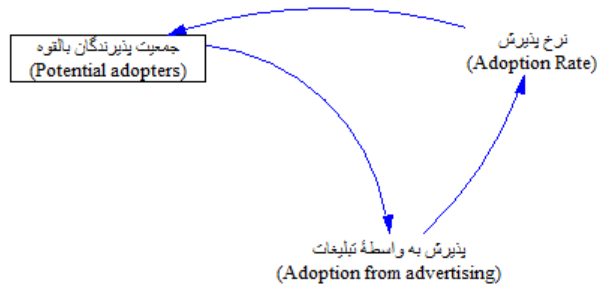 جمعیت پذیرندگان بالقوه
(Potential adopters)
نرخ پذیرش
(Adoption Rate)
پذیرش به واسطهٔ تبلیغات
(Adoption from advertising)